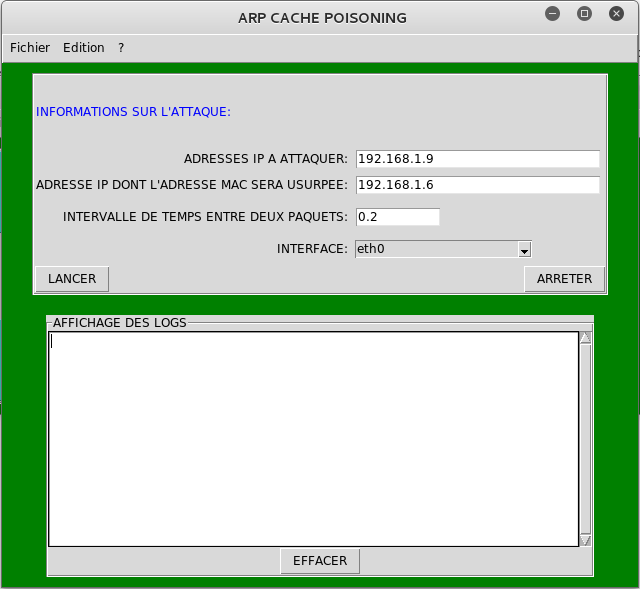 ARP CACHE POISONING
Fichier Edition ?
INFORMATIONS SUR L'ATTAQUE:
ADRESSES IP A ATTAQUER: 192.168.1.9
ADRESSE IP DONT L'ADRESSE MAC SERA USURPEE: 192.168.1.6
INTERVALLE DE TEMPS ENTRE DEUX PAQUETS: 0.2
INTERFACE: eth0
LANCER ARRETER
AFFICHAGE DES LOGS
EFFACER